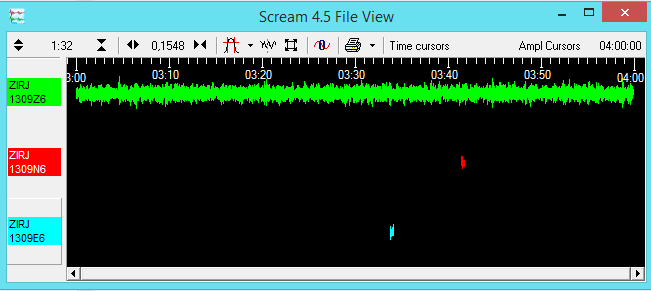 Scream 4.5 File View
1:32 0,1548 Time cursors Ampl Cursors 04:00:00
3:00 03:10 03:20 03:30 03:40 03:50 04:00
ZIRJ
1309Z6
ZIRJ
1309N6
ZIRJ
1309E6